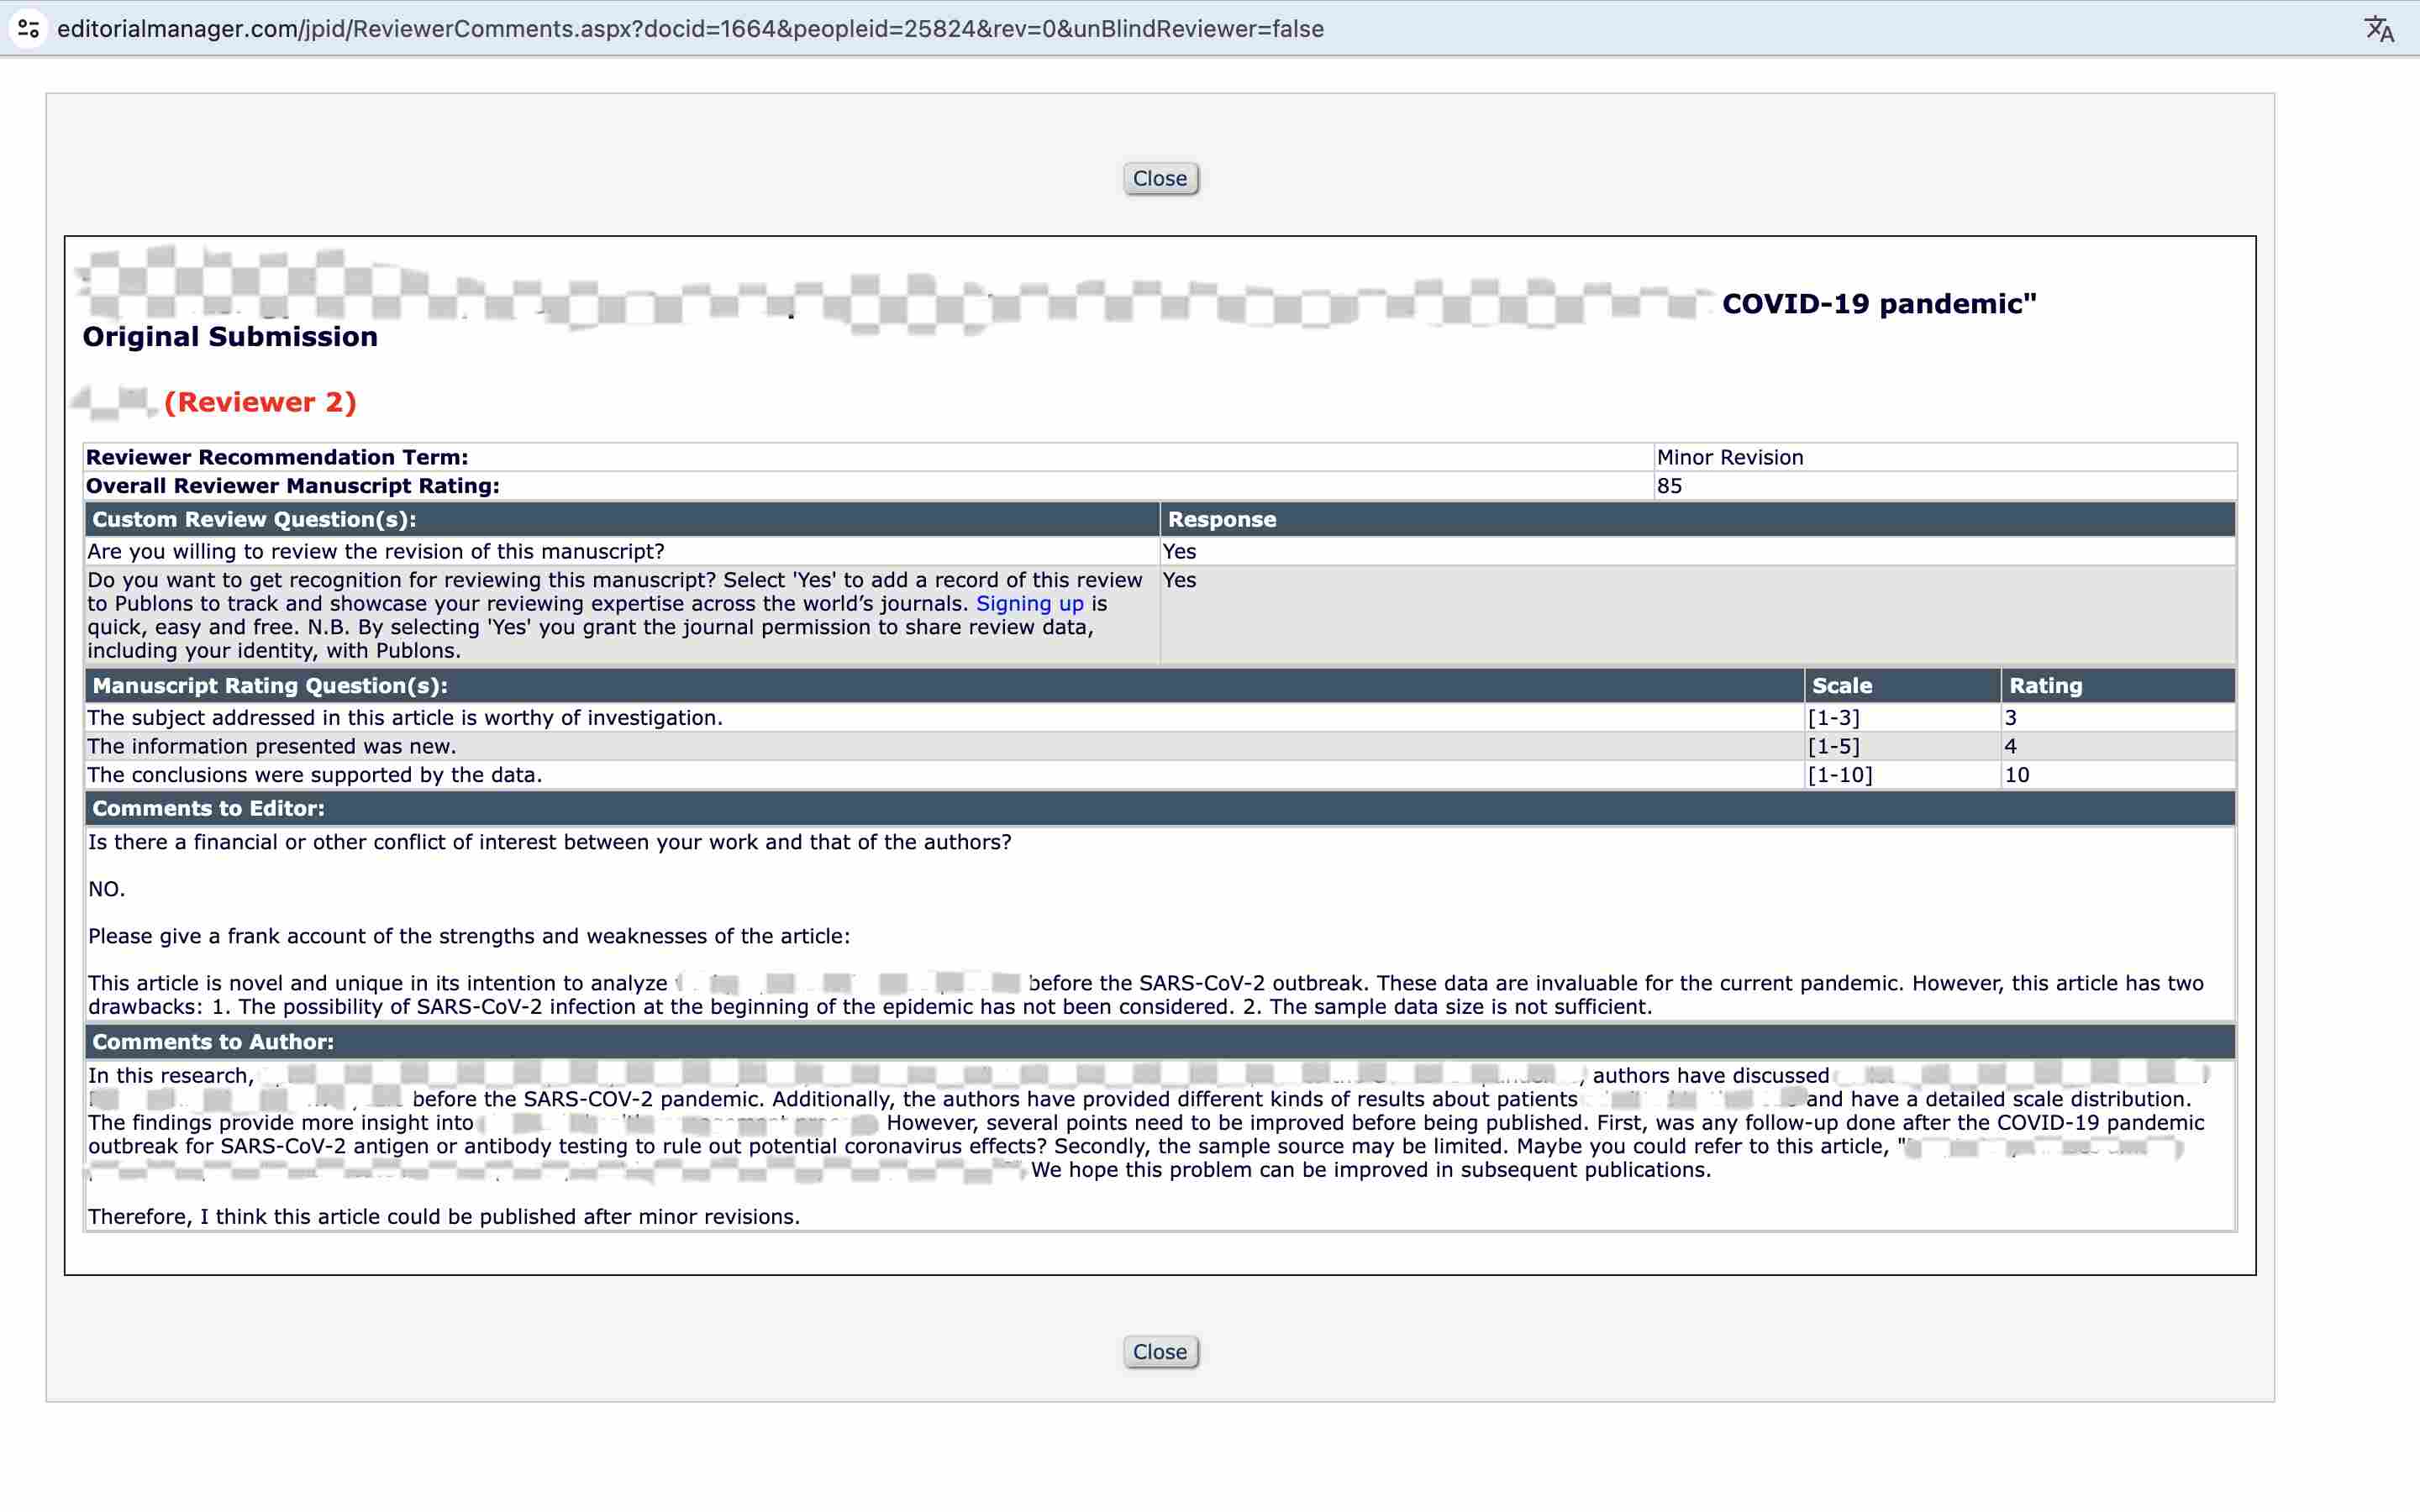 editorialmanager.com/jpid/ReviewerComments.aspx?docid=1664&peopleid=25824&rev=0&unBlindReviewer=false
Close
COVID-19 pandemic"
Original Submission
(Reviewer 2)
Reviewer Recommendation Term: Minor Revision
Overall Reviewer Manuscript Rating: 85
Custom Review Question(s): Response
Are you willing to review the revision of this manuscript? Yes
Do you want to get recognition for reviewing this manuscript? Select 'Yes' to add a record of this review Yes
to Publons to track and showcase your reviewing expertise across the world’s journals. Signing up is
quick, easy and free. N.B. By selecting 'Yes' you grant the journal permission to share review data,
including your identity, with Publons.
Manuscript Rating Question(s): Scale Rating
The subject addressed in this article is worthy of investigation. [1-3] 3
The information presented was new. [1-5] 4
The conclusions were supported by the data. [1-10] 10
Comments to Editor:
Is there a financial or other conflict of interest between your work and that of the authors?
NO.
Please give a frank account of the strengths and weaknesses of the article:
This article is novel and unique in its intention to analyze before the SARS-CoV-2 outbreak. These data are invaluable for the current pandemic. However, this article has two
drawbacks: 1. The possibility of SARS-CoV-2 infection at the beginning of the epidemic has not been considered. 2. The sample data size is not sufficient.
Comments to Author:
In this research, authors have discussed
before the SARS-COV-2 pandemic. Additionally, the authors have provided different kinds of results about patients and have a detailed scale distribution.
The findings provide more insight into However, several points need to be improved before being published. First, was any follow-up done after the COVID-19 pandemic
outbreak for SARS-CoV-2 antigen or antibody testing to rule out potential coronavirus effects? Secondly, the sample source may be limited. Maybe you could refer to this article, "
We hope this problem can be improved in subsequent publications.
Therefore, I think this article could be published after minor revisions.
Close